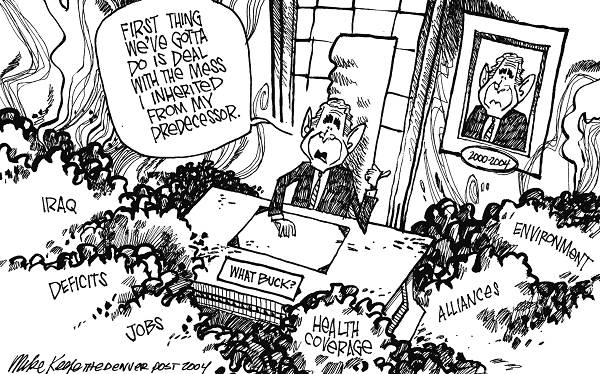 FIRST THING
WE'VE GOTTA
DO IS DEAL
WITH THE MESS
I INHERITED
FROM MY
PREDECESSOR.
2000-2004
IRAQ
DEFICITS
JOBS
WHAT BUCK?
HEALTH
COVERAGE
ALLIANCES
ENVIRONMENT
Mike Keefe THE DENVER POST 2004